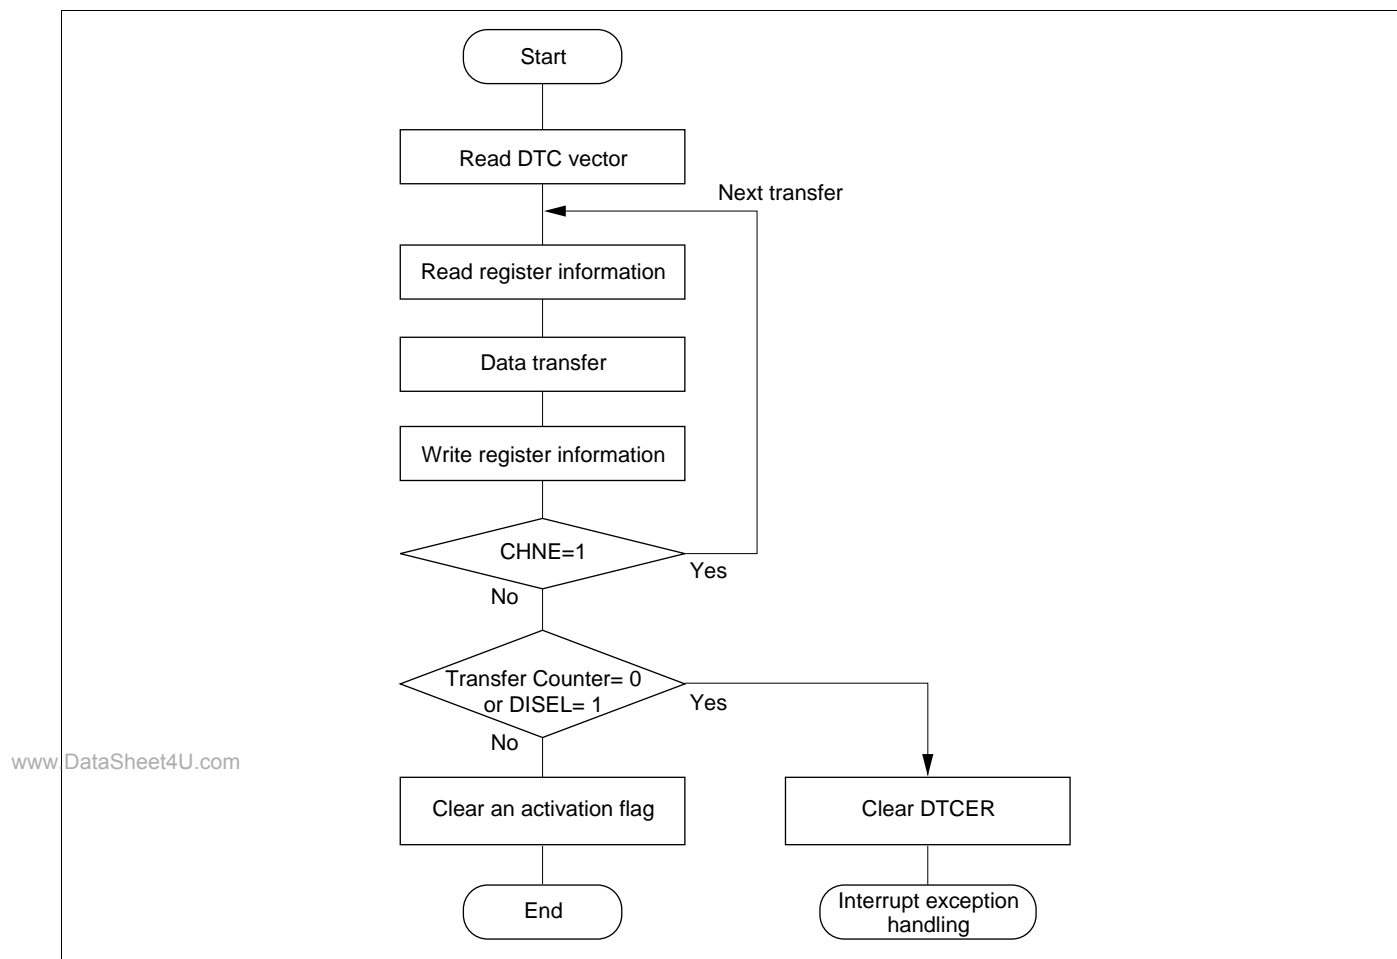 Start
Read DTC vector
Next transfer
Read register information
Data transfer
Write register information
CHNE=1
Yes
No
Transfer Counter= 0
or DISEL= 1
Yes
No
www.DataSheet4U.com
Clear an activation flag
Clear DTCER
End
Interrupt exception
handling